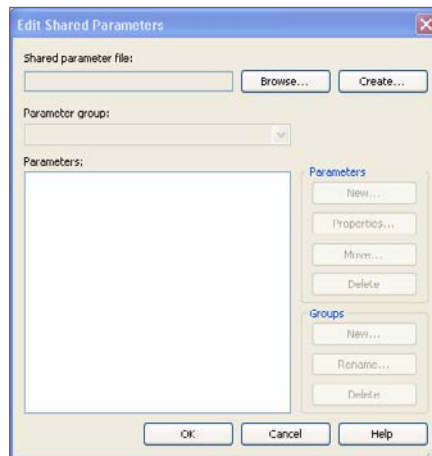 Edit Shared Parameters
Shared parameter file:
Browse...
Create...
Parameter group:
Parameters:
Parameters
New...
Properties...
Move...
Delete
Groups
New...
Rename...
Delete
OK
Cancel
Help